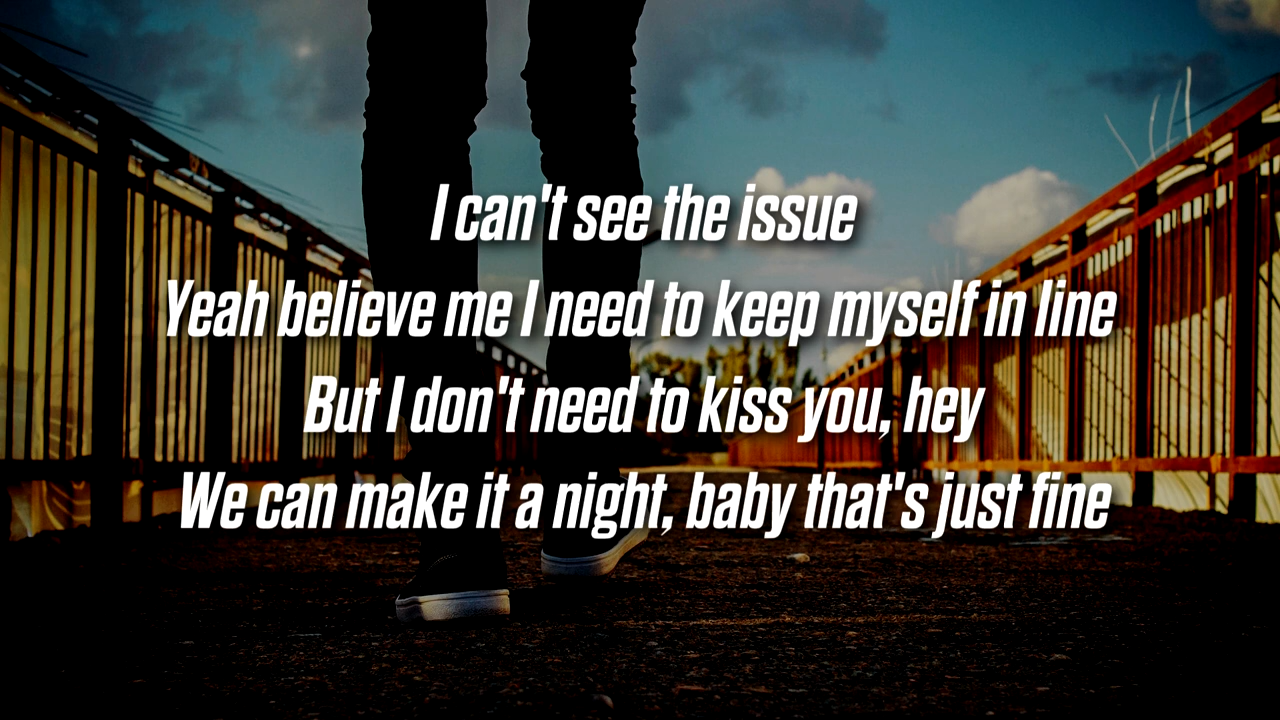 I can't see the issue
Yeah believe me I need to keep myself in line
But I don't need to kiss you, hey
We can make it a night, baby that's just fine